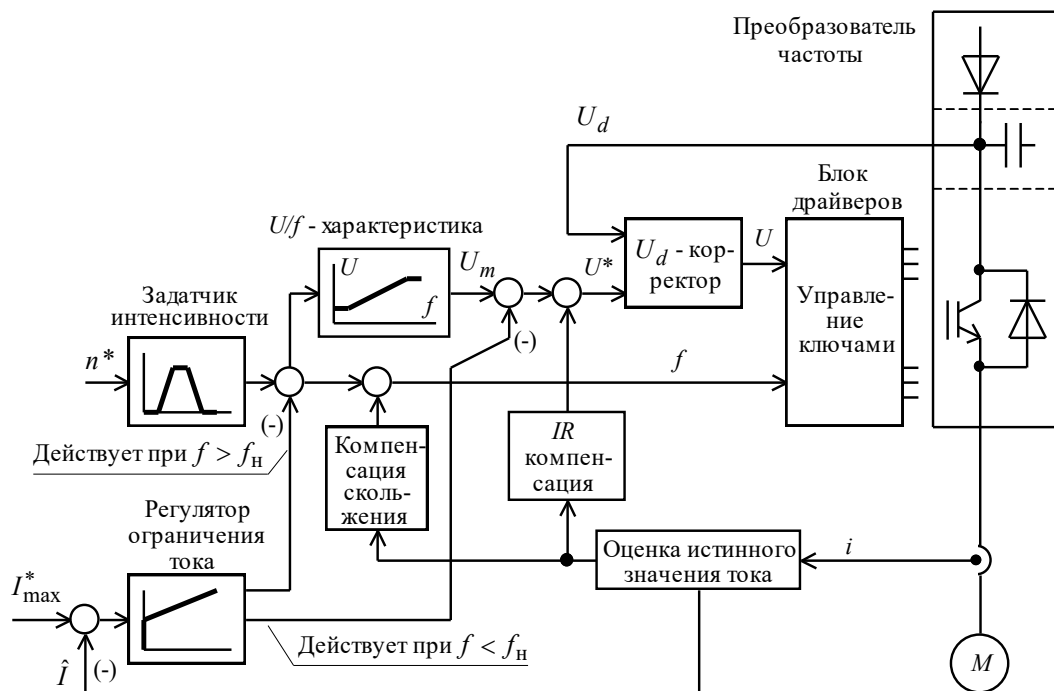 Преобразователь
частоты
U_d
Блок
драйверов
U/f - характеристика
U
f
U_m
U*
U_d - кор-
ректор
U
Управле-
ние
ключами
Задатчик
интенсивности
n*
(-)
f
(-)
Действует при f > f_н
Компен-
сация
сколь-
жения
IR
компен-
сация
Регулятор
ограничения
тока
Оценка истинного
значения тока
i
I*_max
Действует при f < f_н
Î
(-)
M